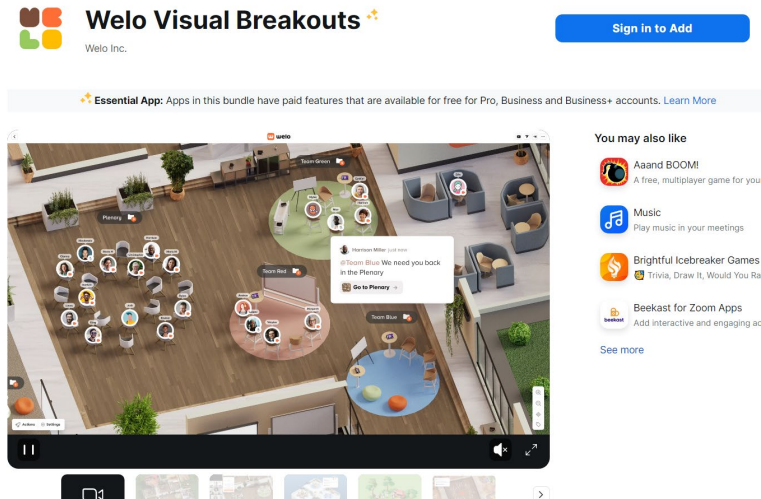 WE
LO
Welo Visual Breakouts
Welo Inc.
Sign in to Add
Essential App: Apps in this bundle have paid features that are available for free for Pro, Business and Business+ accounts. Learn More
welo
Team Green
Plenary
Harrison Miller just now
@Team Blue We need you back
in the Plenary
Go to Plenary
Team Red
Team Blue
Actions
Settings
You may also like
Aaand BOOM!
A free, multiplayer game for you
Music
Play music in your meetings
Brightful Icebreaker Games
Trivia, Draw It, Would You Ra
beekast
Beekast for Zoom Apps
Add interactive and engaging ac
See more